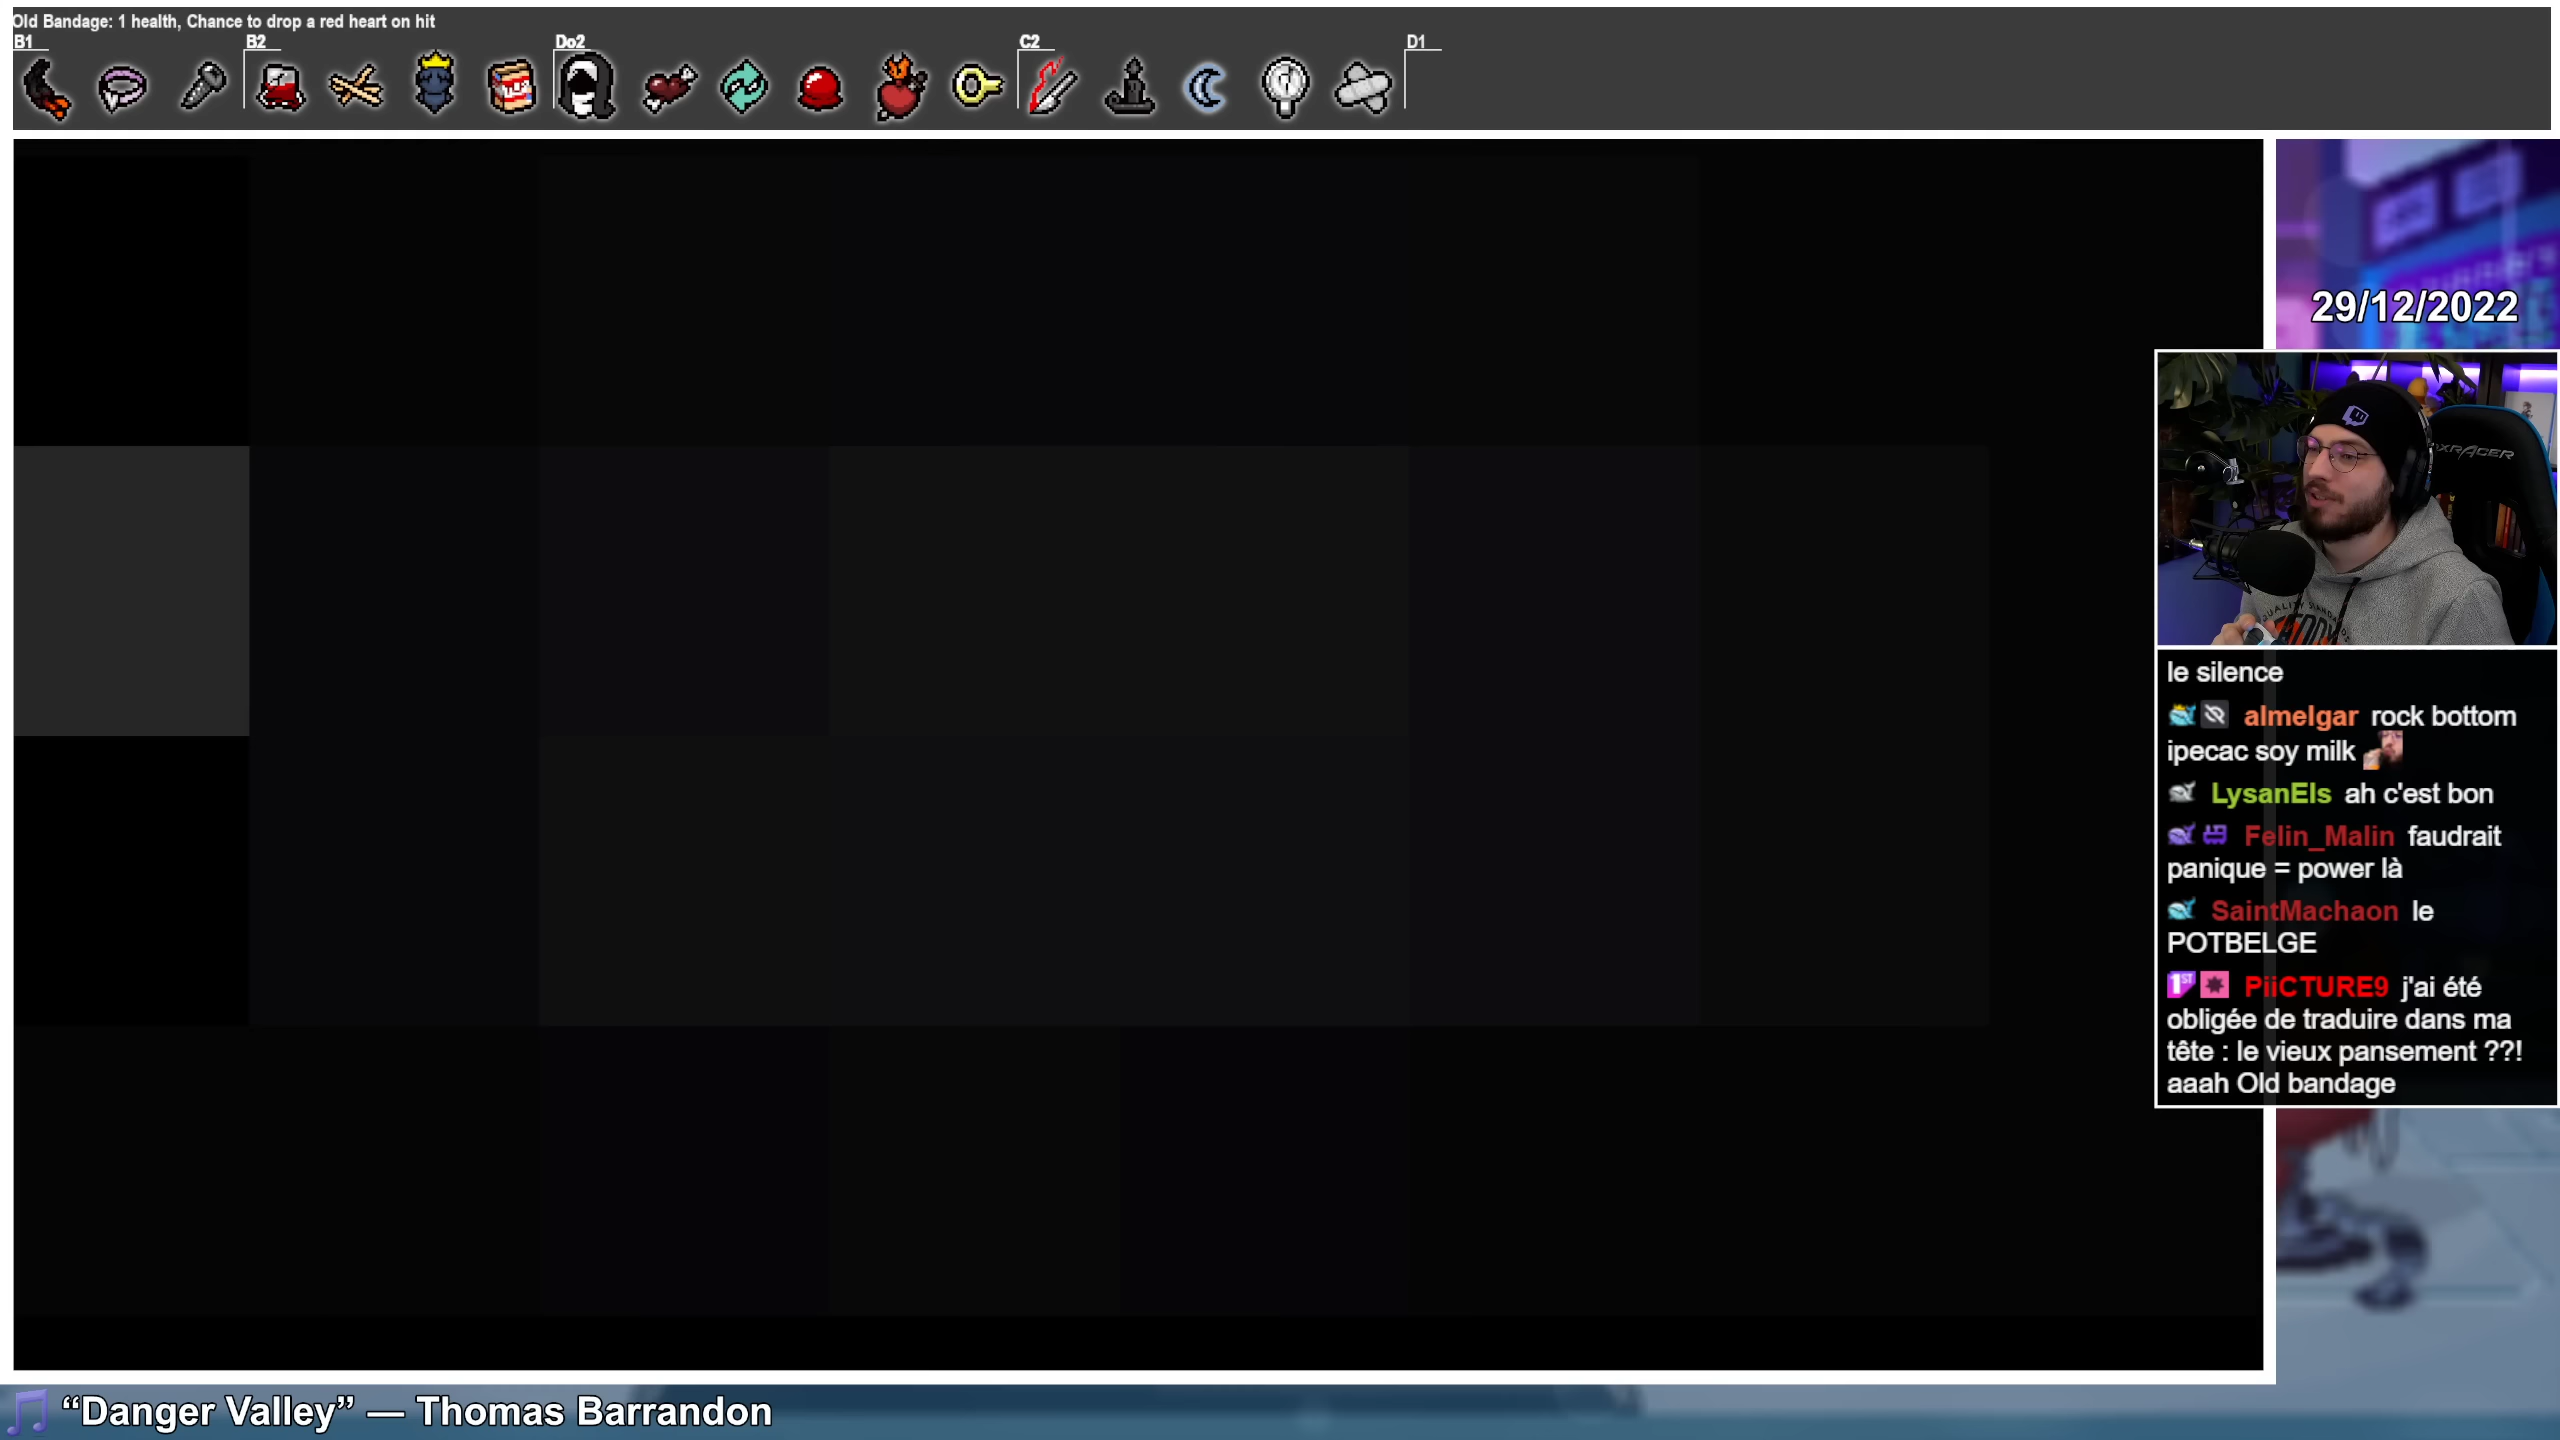 Old Bandage: 1 health, Chance to drop a red heart on hit
B1 B2 Do2 C2 D1
29/12/2022
le silence
almelgar rock bottom
ipecac soy milk
LysanEls ah c'est bon
Felin_Malin faudrait
panique = power là
SaintMachaon le
POTBELGE
PiiCTURE9 j'ai été
obligée de traduire dans ma
tête : le vieux pansement ??!
aaah Old bandage
“Danger Valley” — Thomas Barrandon